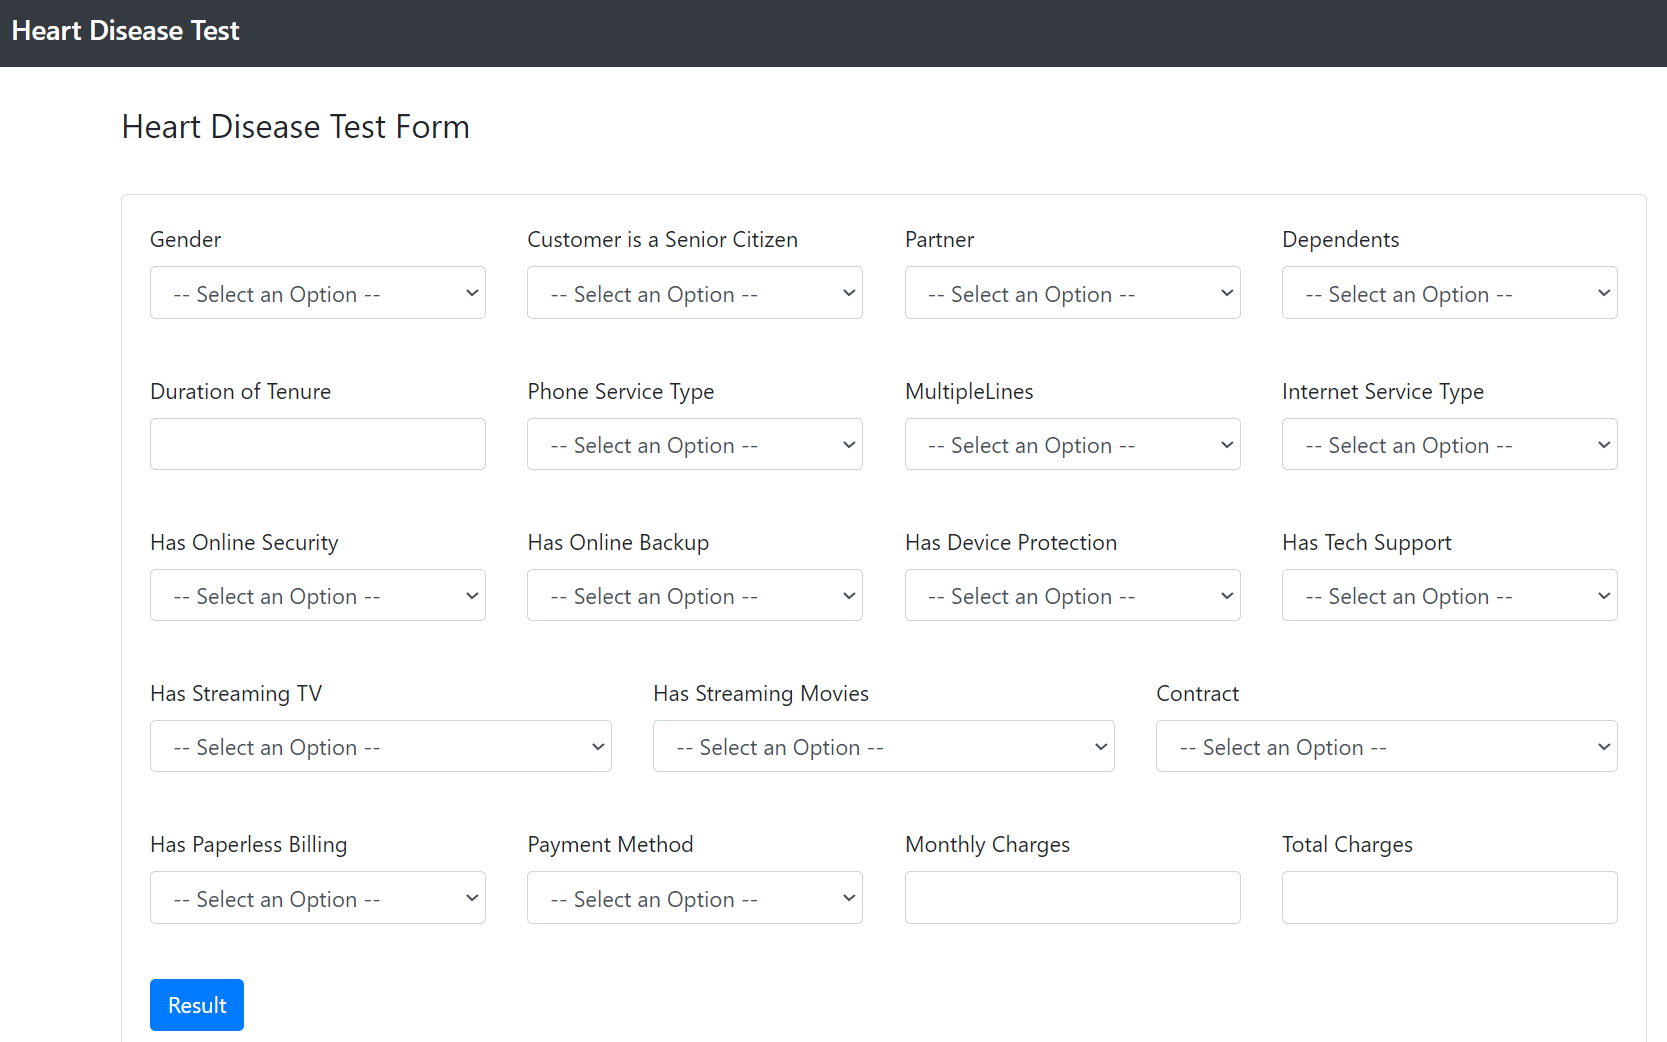 Heart Disease Test
Heart Disease Test Form
Gender Customer is a Senior Citizen Partner Dependents
-- Select an Option -- -- Select an Option -- -- Select an Option -- -- Select an Option --
Duration of Tenure Phone Service Type MultipleLines Internet Service Type
-- Select an Option -- -- Select an Option -- -- Select an Option --
Has Online Security Has Online Backup Has Device Protection Has Tech Support
-- Select an Option -- -- Select an Option -- -- Select an Option -- -- Select an Option --
Has Streaming TV Has Streaming Movies Contract
-- Select an Option -- -- Select an Option -- -- Select an Option --
Has Paperless Billing Payment Method Monthly Charges Total Charges
-- Select an Option -- -- Select an Option --
Result